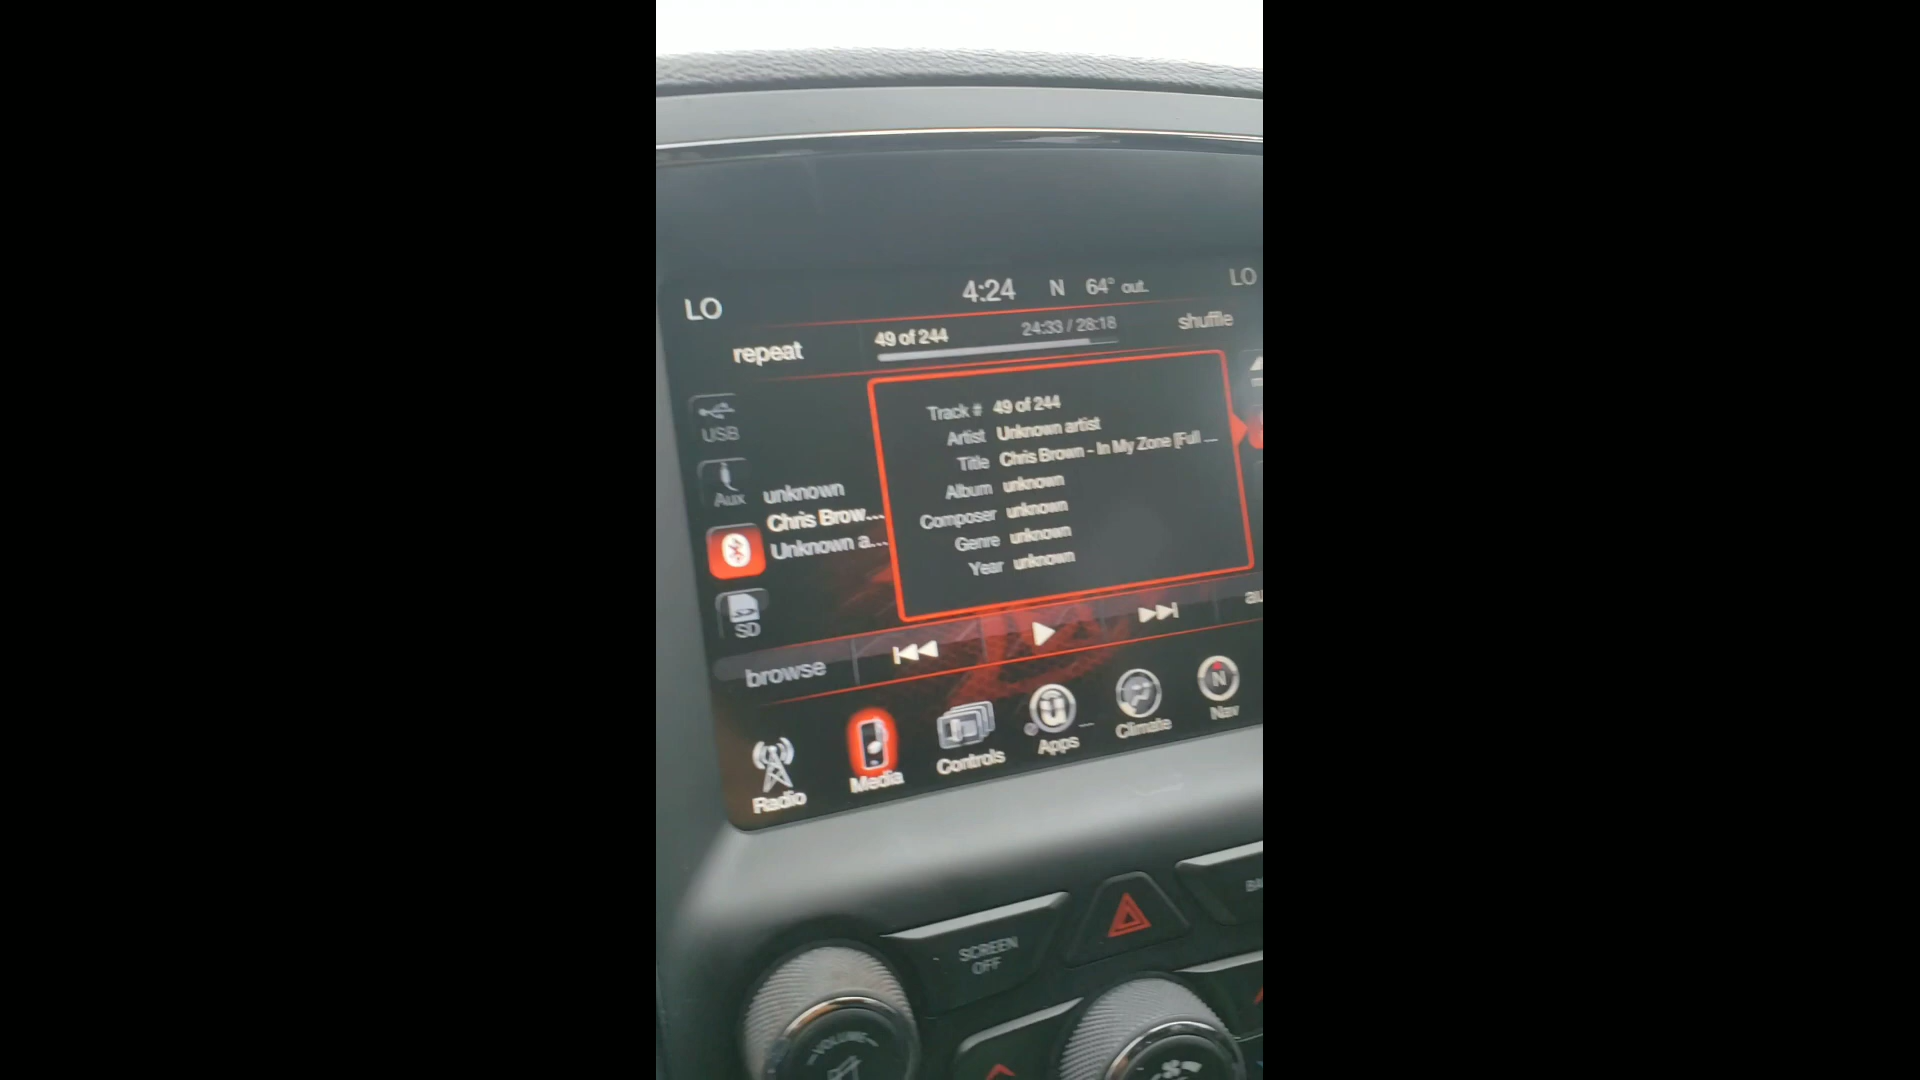 LO 4:24 N 64° out. LO
repeat 49 of 244 24:33 / 28:18 shuffle
Track # 49 of 244
Artist Unknown artist
Title Chris Brown - In My Zone [Full ...
Album unknown
Composer unknown
Genre unknown
Year unknown
USB
Aux
SD
unknown
Chris Brow...
Unknown a...
browse
Radio
Media
Controls
Apps
Climate
N
Nav
SCREEN
OFF
VOLUME